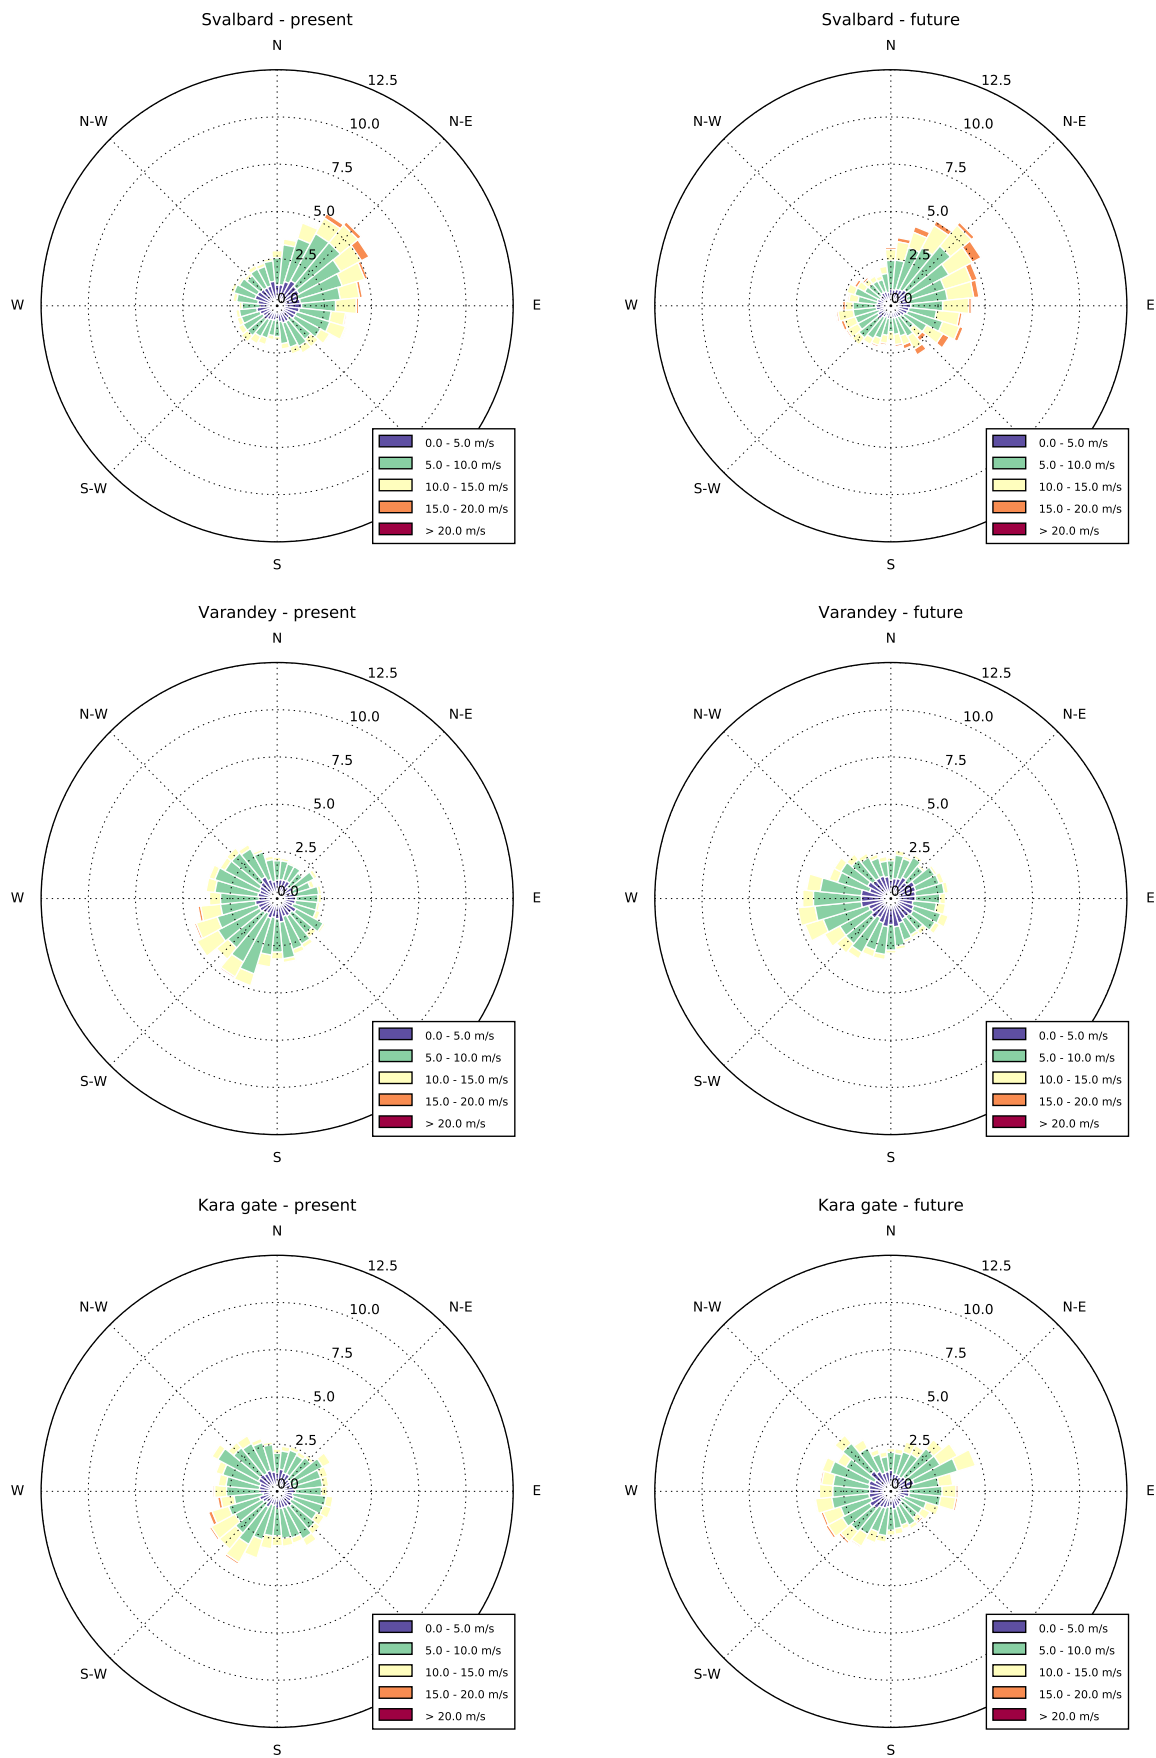 Svalbard - present
N
12.5
10.0
N-W
N-E
7.5
5.0
2.5
0.0
W
E
S-W
S
0.0 - 5.0 m/s
5.0 - 10.0 m/s
10.0 - 15.0 m/s
15.0 - 20.0 m/s
> 20.0 m/s
Svalbard - future
N
12.5
10.0
N-W
N-E
7.5
5.0
2.5
0.0
W
E
S-W
S
0.0 - 5.0 m/s
5.0 - 10.0 m/s
10.0 - 15.0 m/s
15.0 - 20.0 m/s
> 20.0 m/s
Varandey - present
N
12.5
10.0
N-W
N-E
7.5
5.0
2.5
0.0
W
E
S-W
S
0.0 - 5.0 m/s
5.0 - 10.0 m/s
10.0 - 15.0 m/s
15.0 - 20.0 m/s
> 20.0 m/s
Varandey - future
N
12.5
10.0
N-W
N-E
7.5
5.0
2.5
0.0
W
E
S-W
S
0.0 - 5.0 m/s
5.0 - 10.0 m/s
10.0 - 15.0 m/s
15.0 - 20.0 m/s
> 20.0 m/s
Kara gate - present
N
12.5
10.0
N-W
N-E
7.5
5.0
2.5
0.0
W
E
S-W
S
0.0 - 5.0 m/s
5.0 - 10.0 m/s
10.0 - 15.0 m/s
15.0 - 20.0 m/s
> 20.0 m/s
Kara gate - future
N
12.5
10.0
N-W
N-E
7.5
5.0
2.5
0.0
W
E
S-W
S
0.0 - 5.0 m/s
5.0 - 10.0 m/s
10.0 - 15.0 m/s
15.0 - 20.0 m/s
> 20.0 m/s